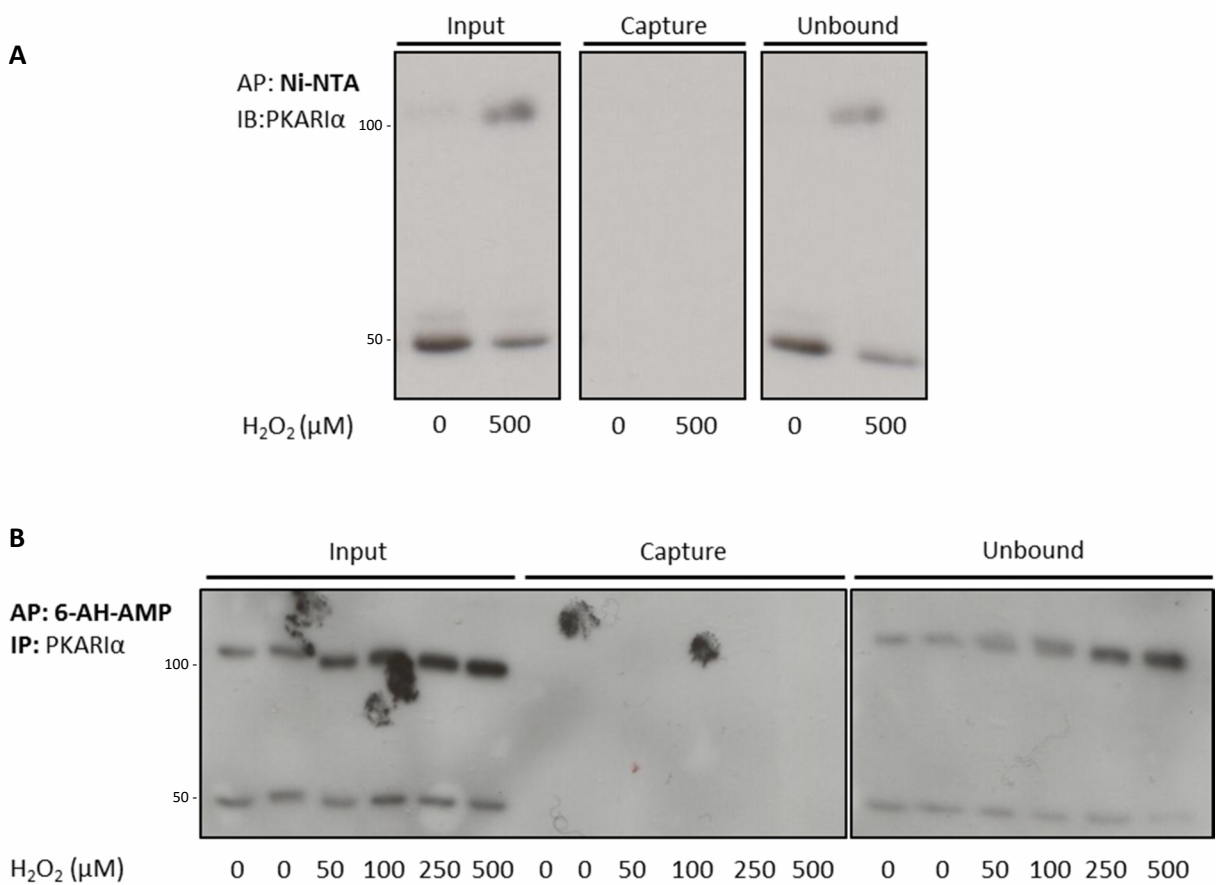 A
Input Capture Unbound
AP: Ni-NTA
IB:PKARIα
100 -
50 -
H₂O₂ (µM) 0 500 0 500 0 500
B
Input Capture Unbound
AP: 6-AH-AMP
IP: PKARIα
100 -
50 -
H₂O₂ (µM) 0 0 50 100 250 500 0 0 50 100 250 500 0 0 50 100 250 500